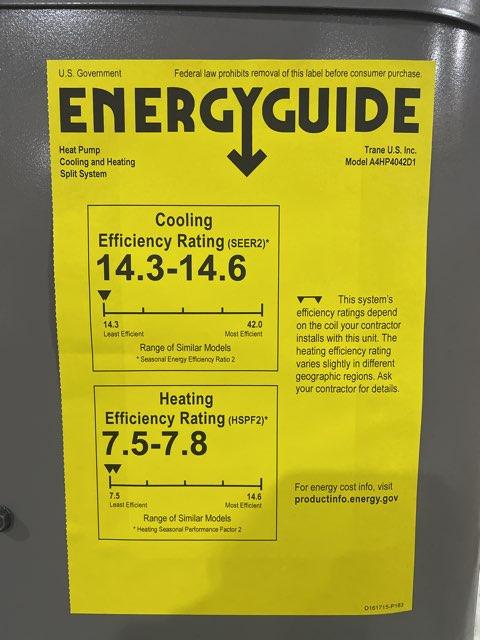 U.S. Government Federal law prohibits removal of this label before consumer purchase.
ENERGYGUIDE
Heat Pump
Cooling and Heating
Split System
Trane U.S. Inc.
Model A4HP4042D1
Cooling
Efficiency Rating (SEER2)*
14.3-14.6
14.3 42.0
Least Efficient Most Efficient
Range of Similar Models
* Seasonal Energy Efficiency Ratio 2
This system's
efficiency ratings depend
on the coil your contractor
installs with this unit. The
heating efficiency rating
varies slightly in different
geographic regions. Ask
your contractor for details.
Heating
Efficiency Rating (HSPF2)*
7.5-7.8
7.5 14.6
Least Efficient Most Efficient
Range of Similar Models
* Heating Seasonal Performance Factor 2
For energy cost info, visit
productinfo.energy.gov
D161715-P183